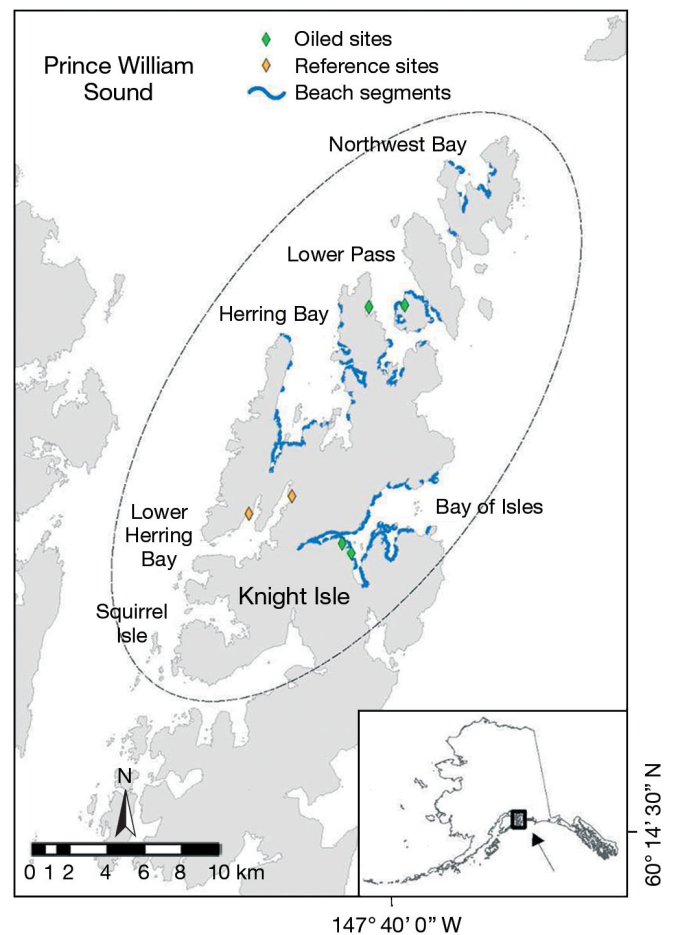 Prince William
Sound
Oiled sites
Reference sites
Beach segments
Northwest Bay
Lower Pass
Herring Bay
Bay of Isles
Lower
Herring
Bay
Knight Isle
Squirrel
Isle
N
0 1 2 4 6 8 10 km
60° 14’ 30” N
147° 40’ 0” W